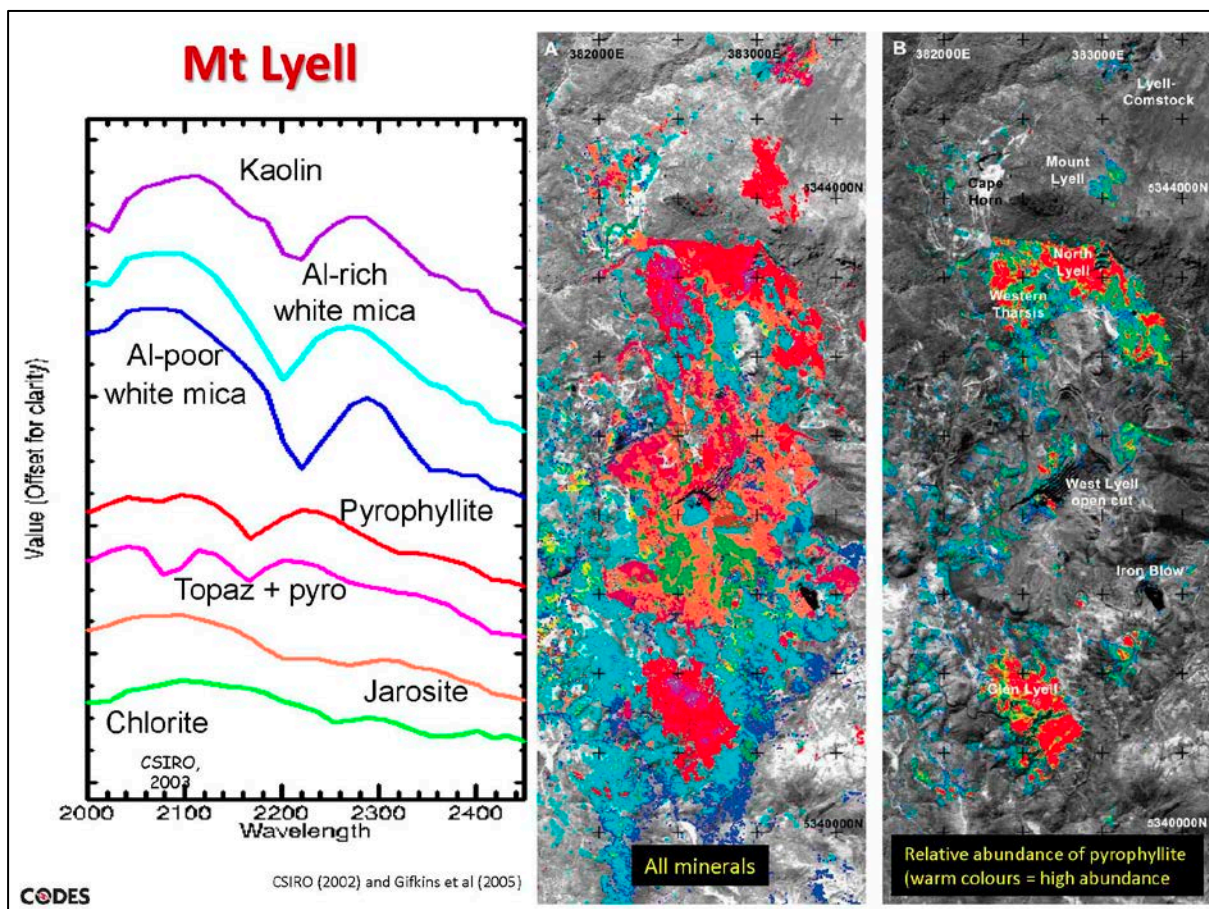 Mt Lyell
Kaolin
Al-rich
white mica
Al-poor
white mica
Pyrophyllite
Topaz + pyro
Jarosite
Chlorite
CSIRO,
2003
Value (Offset for clarity)
2000 2100 2200 2300 2400
Wavelength
CODES
CSIRO (2002) and Gifkins et al (2005)
A
382000E
383000E
5344000N
5340000N
All minerals
B
382000E
383000E
Lyell-
Comstock
Mount
Lyell
Cape
Horn
5344000N
North
Lyell
Western
Tharsis
West Lyell
open cut
Iron Blow
Glen Lyell
5340000N
Relative abundance of pyrophyllite
(warm colours = high abundance